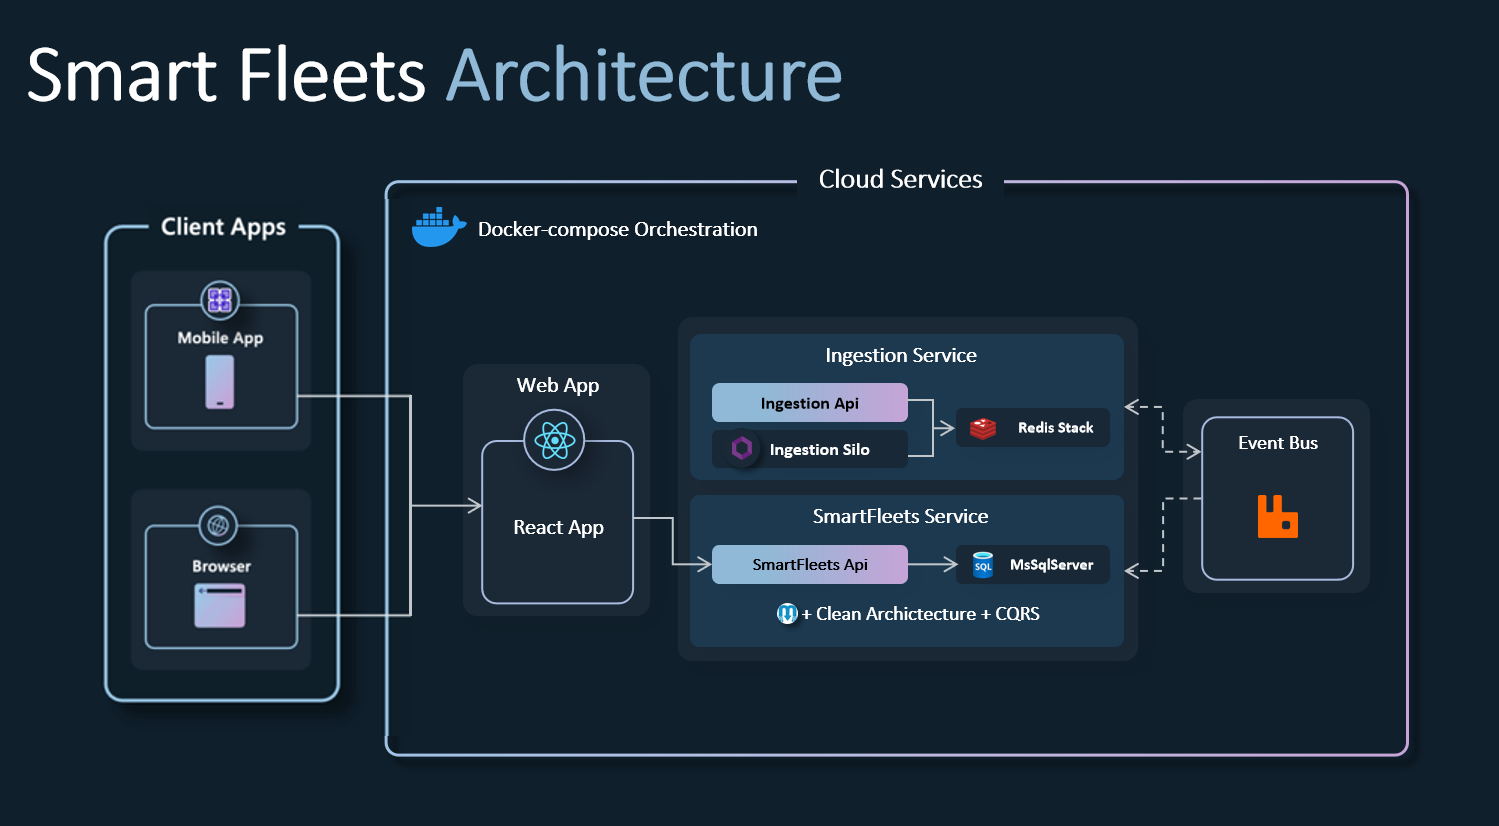 Smart Fleets Architecture
Cloud Services
Docker-compose Orchestration
Client Apps
Mobile App
Browser
Web App
React App
Ingestion Service
Ingestion Api
Ingestion Silo
Redis Stack
SmartFleets Service
SmartFleets Api
SQL
MsSqlServer
+ Clean Archictecture + CQRS
Event Bus